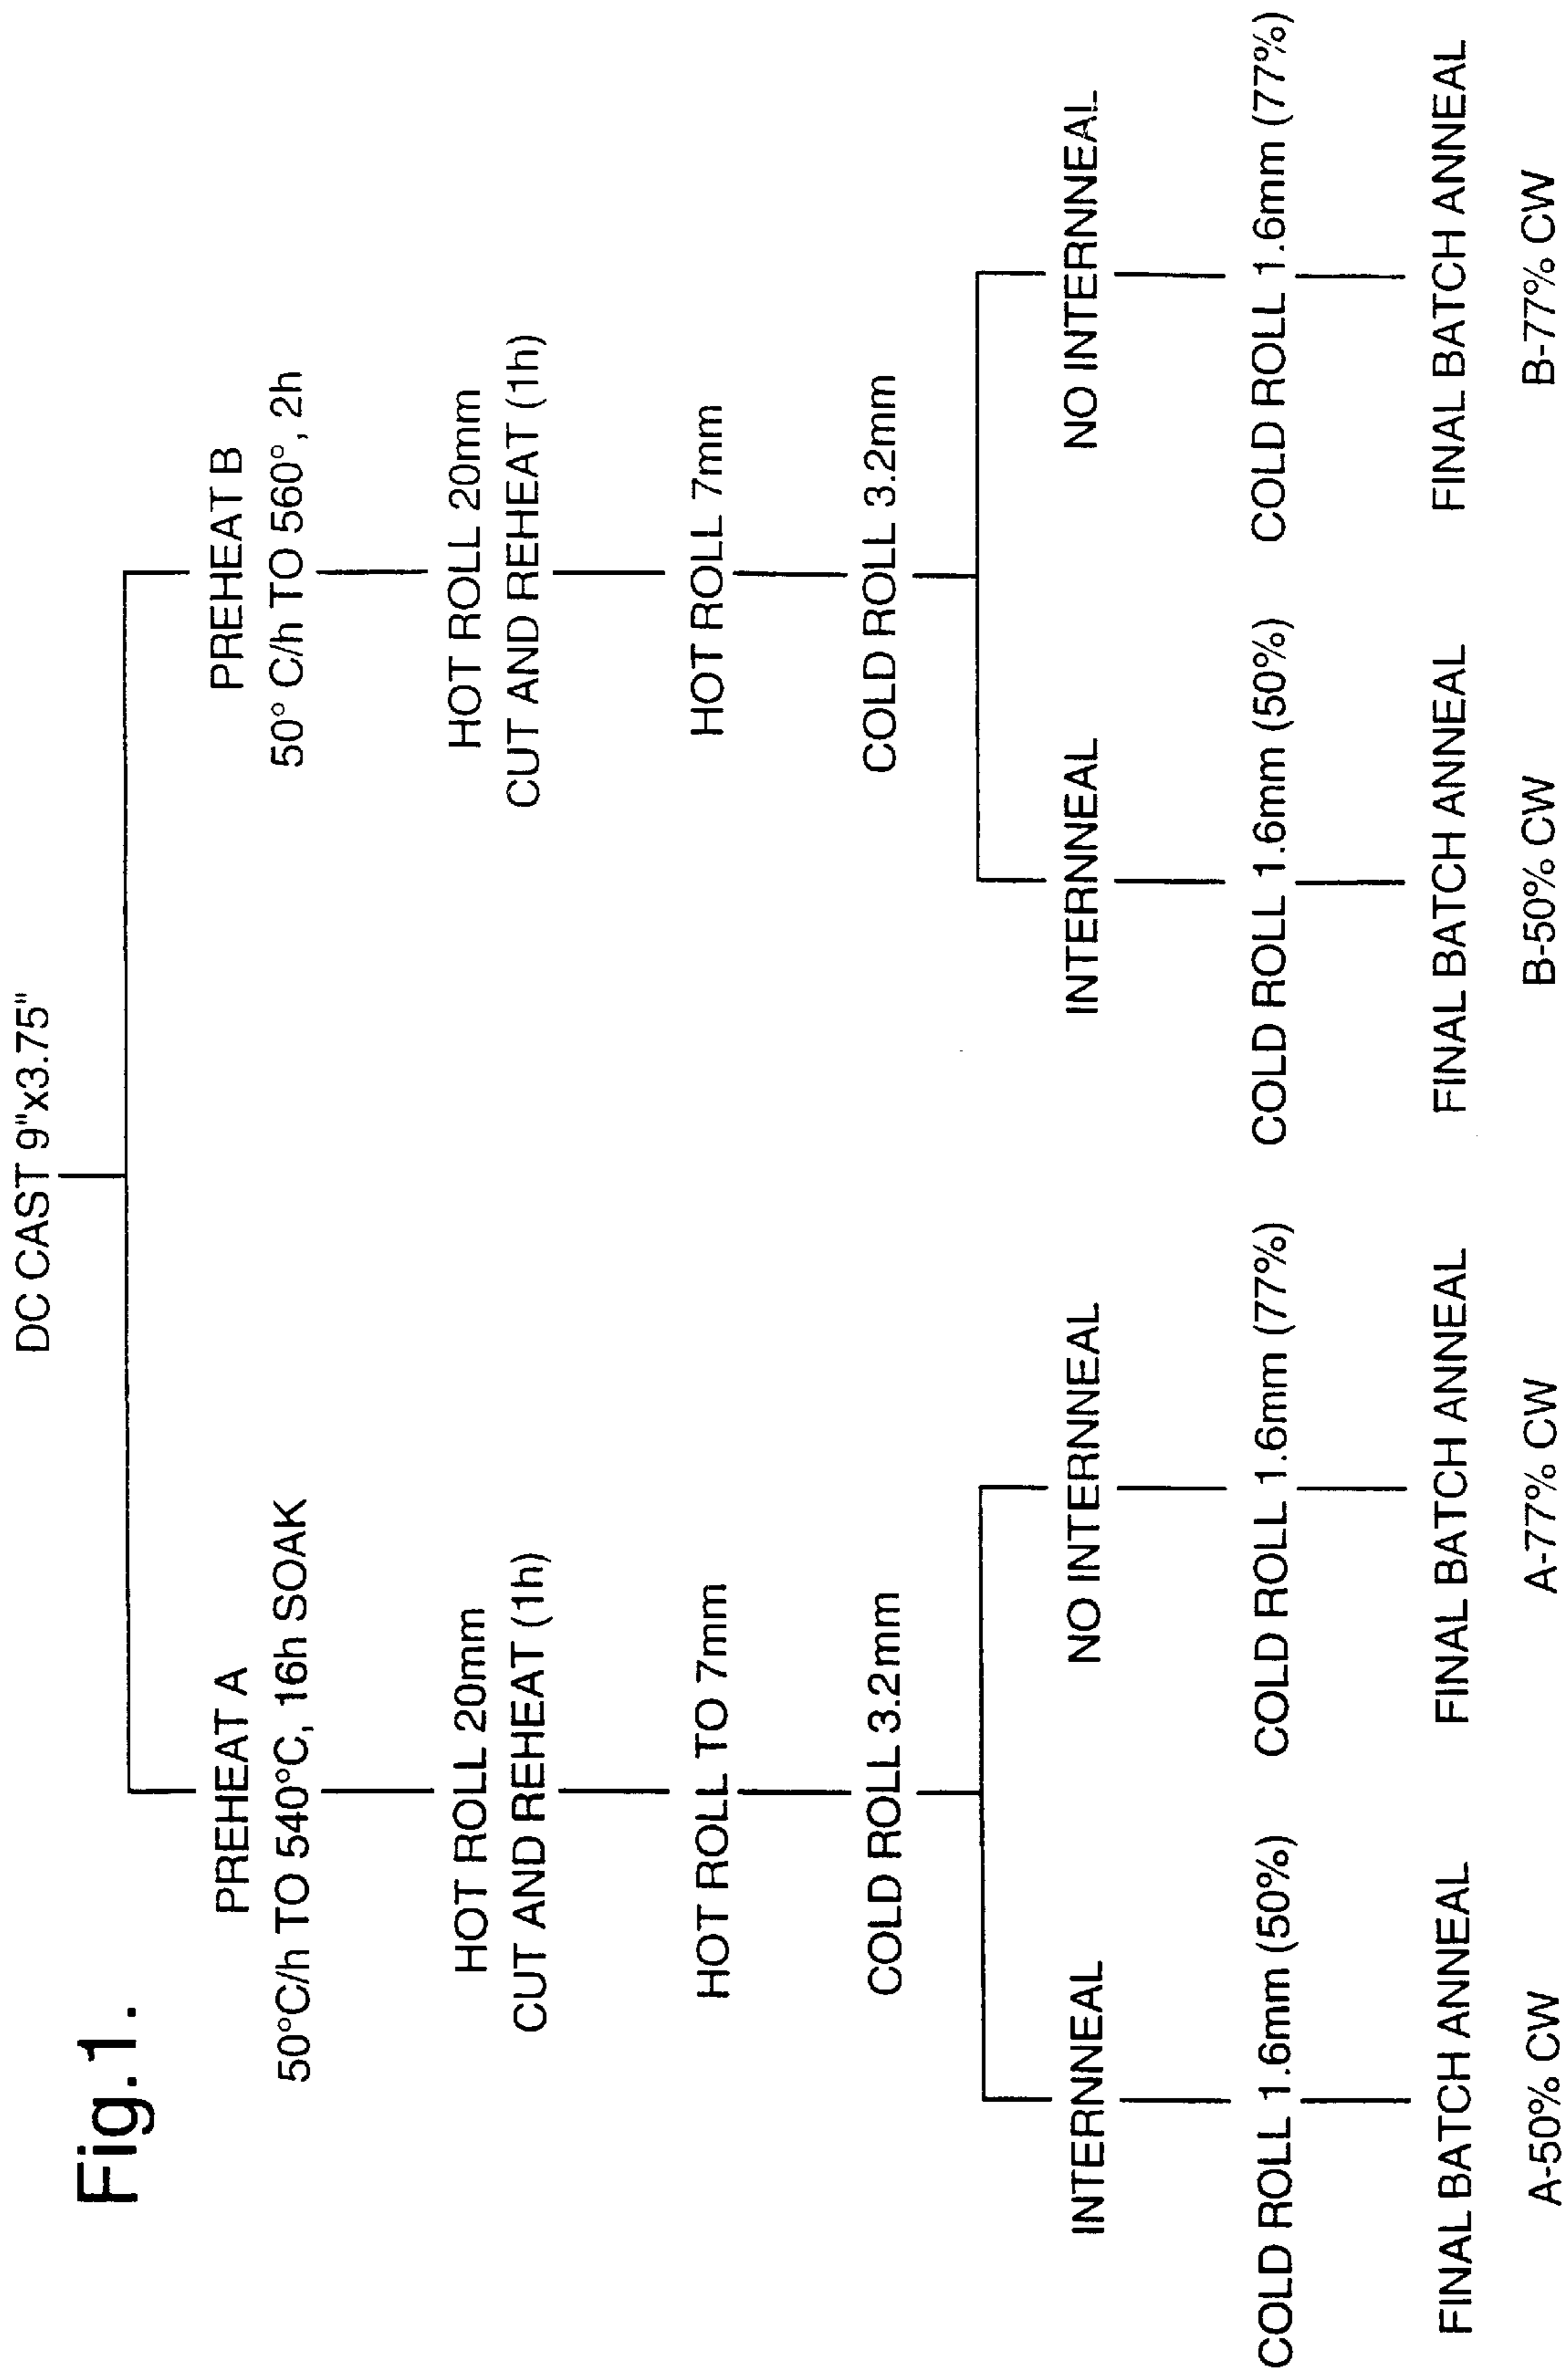 Fig.1.
DC CAST 9"x3.75"
PREHEAT A
50°C/h TO 540°C, 16h SOAK
HOT ROLL 20mm
CUT AND REHEAT (1h)
HOT ROLL TO 7mm
COLD ROLL 3.2mm
INTERNNEAL
COLD ROLL 1.6mm (50%)
FINAL BATCH ANNEAL
A-50% CW
NO INTERNNEAL
COLD ROLL 1.6mm (77%)
FINAL BATCH ANNEAL
A-77% CW
PREHEAT B
50° C/h TO 560°, 2h
HOT ROLL 20mm
CUT AND REHEAT (1h)
HOT ROLL 7mm
COLD ROLL 3.2mm
INTERNNEAL
COLD ROLL 1.6mm (50%)
FINAL BATCH ANNEAL
B-50% CW
NO INTERNNEAL
COLD ROLL 1.6mm (77%)
FINAL BATCH ANNEAL
B-77% CW